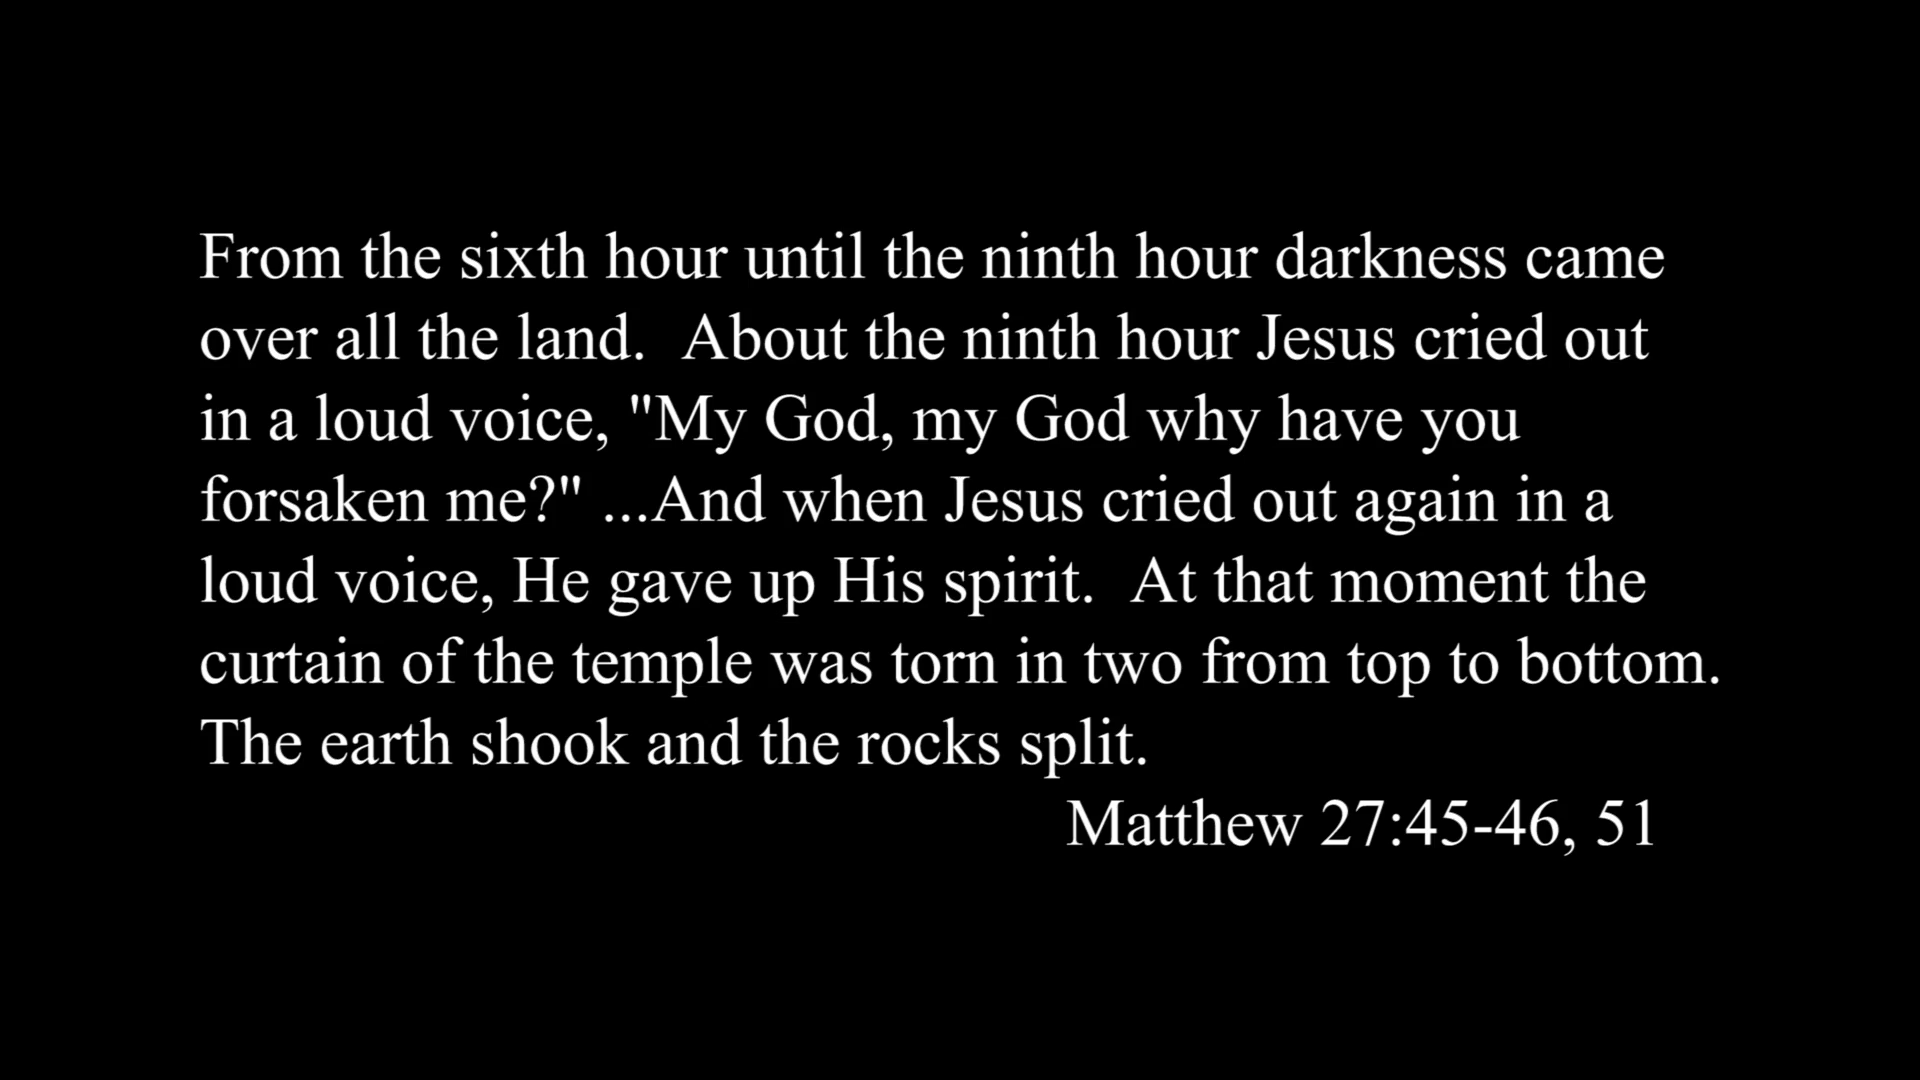 From the sixth hour until the ninth hour darkness came
over all the land.  About the ninth hour Jesus cried out
in a loud voice, "My God, my God why have you
forsaken me?" ...And when Jesus cried out again in a
loud voice, He gave up His spirit.  At that moment the
curtain of the temple was torn in two from top to bottom.
The earth shook and the rocks split.
Matthew 27:45-46, 51